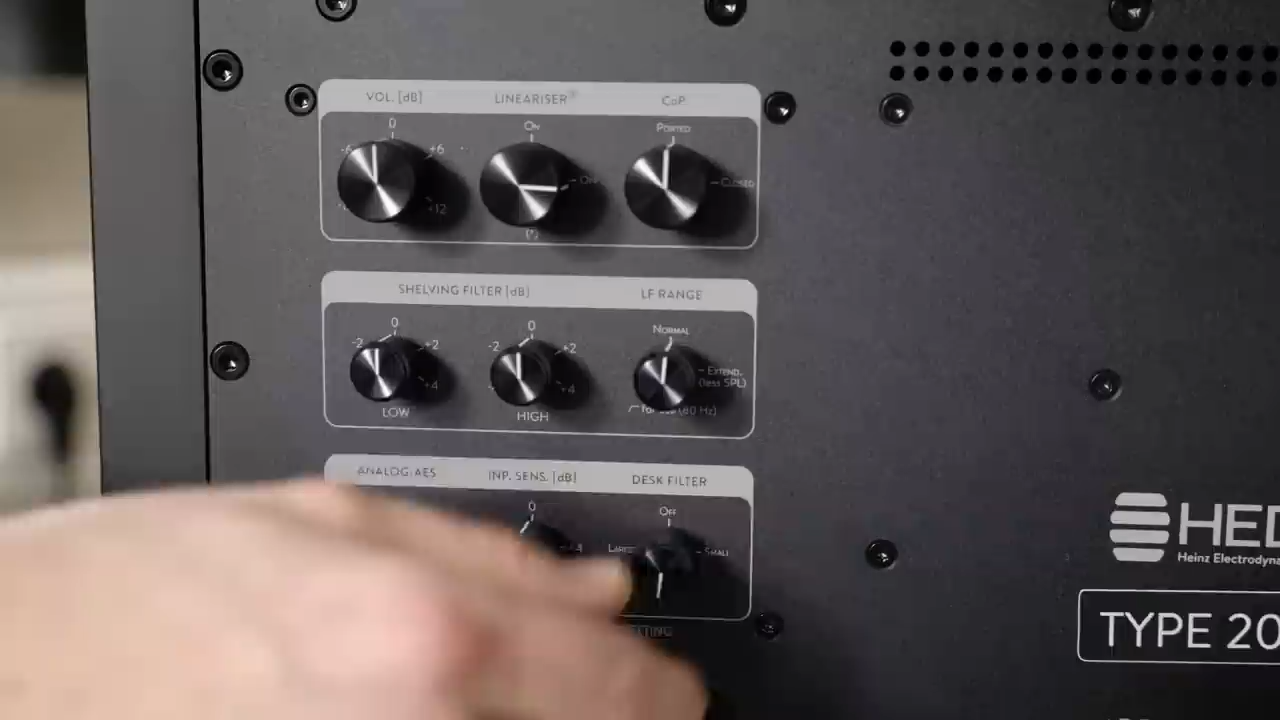 VOL. [dB] LINEARISER® CoP
0 ON PORTED
-6 +6
OFF CLOSED
+12
SHELVING FILTER [dB] LF RANGE
0 0 NORMAL
-2 +2 -2 +2
EXTEND.
(less SPL)
+4 +4
(80 Hz)
LOW HIGH
ANALOG:AES INP. SENS. [dB] DESK FILTER
0 OFF
LARGE SMALL
HED
Heinz Electrodyna
TYPE 20